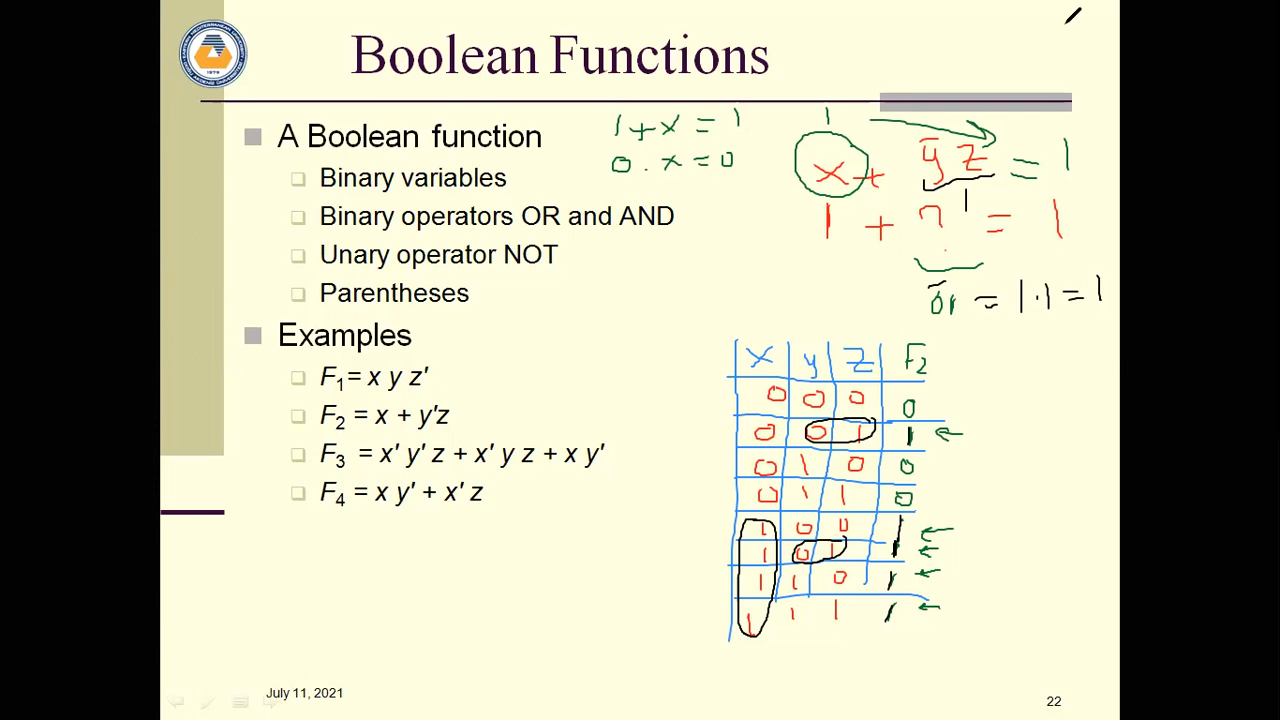 Boolean Functions
A Boolean function
Binary variables
Binary operators OR and AND
Unary operator NOT
Parentheses
Examples
F1= x y z′
F2 = x + y′z
F3 = x′ y′ z + x′ y z + x y′
F4 = x y′ + x′ z
1 + x = 1
0 . x = 0
1
x + ȳ z = 1
1
1 + ? = 1
= 1 · 1 = 1
x y z F2
0 0 0 0
0 0 1 1
0 1 0 0
0 1 1 0
1 0 0 1
1 0 1 1
1 1 0 1
1 1 1 1
July 11, 2021
22